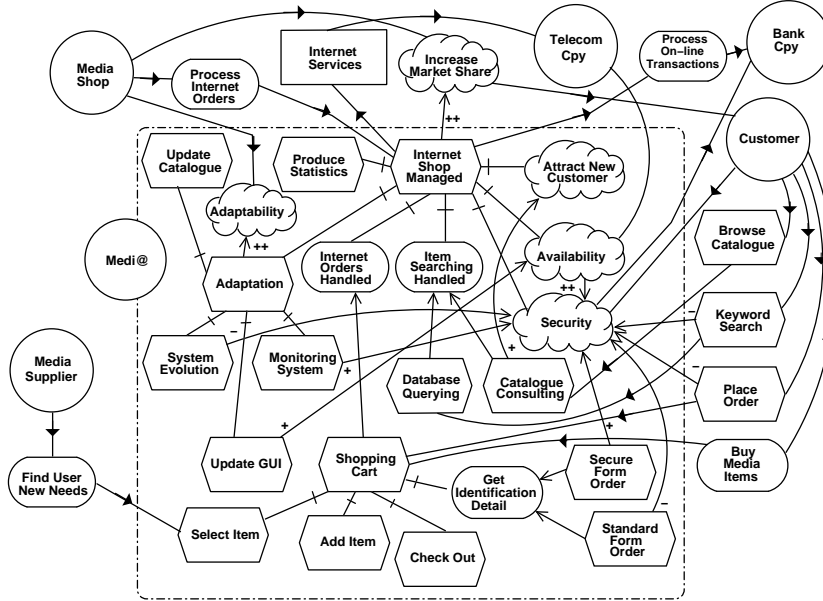 Media
Shop
Process
Internet
Orders
Internet
Services
Increase
Market Share
Telecom
Cpy
Process
On-line
Transactions
Bank
Cpy
++
Update
Catalogue
Produce
Statistics
Internet
Shop
Managed
Attract New
Customer
Customer
Adaptability
++
Medi@
Adaptation
Internet
Orders
Handled
Item
Searching
Handled
Availability
++
Browse
Catalogue
Security
Keyword
Search
−
−
+
Media
Supplier
System
Evolution
Monitoring
System
+
Database
Querying
Catalogue
Consulting
−
Place
Order
+
+
Update GUI
Shopping
Cart
Secure
Form
Order
Buy
Media
Items
Find User
New Needs
Get
Identification
Detail
−
Select Item
Add Item
Check Out
Standard
Form
Order